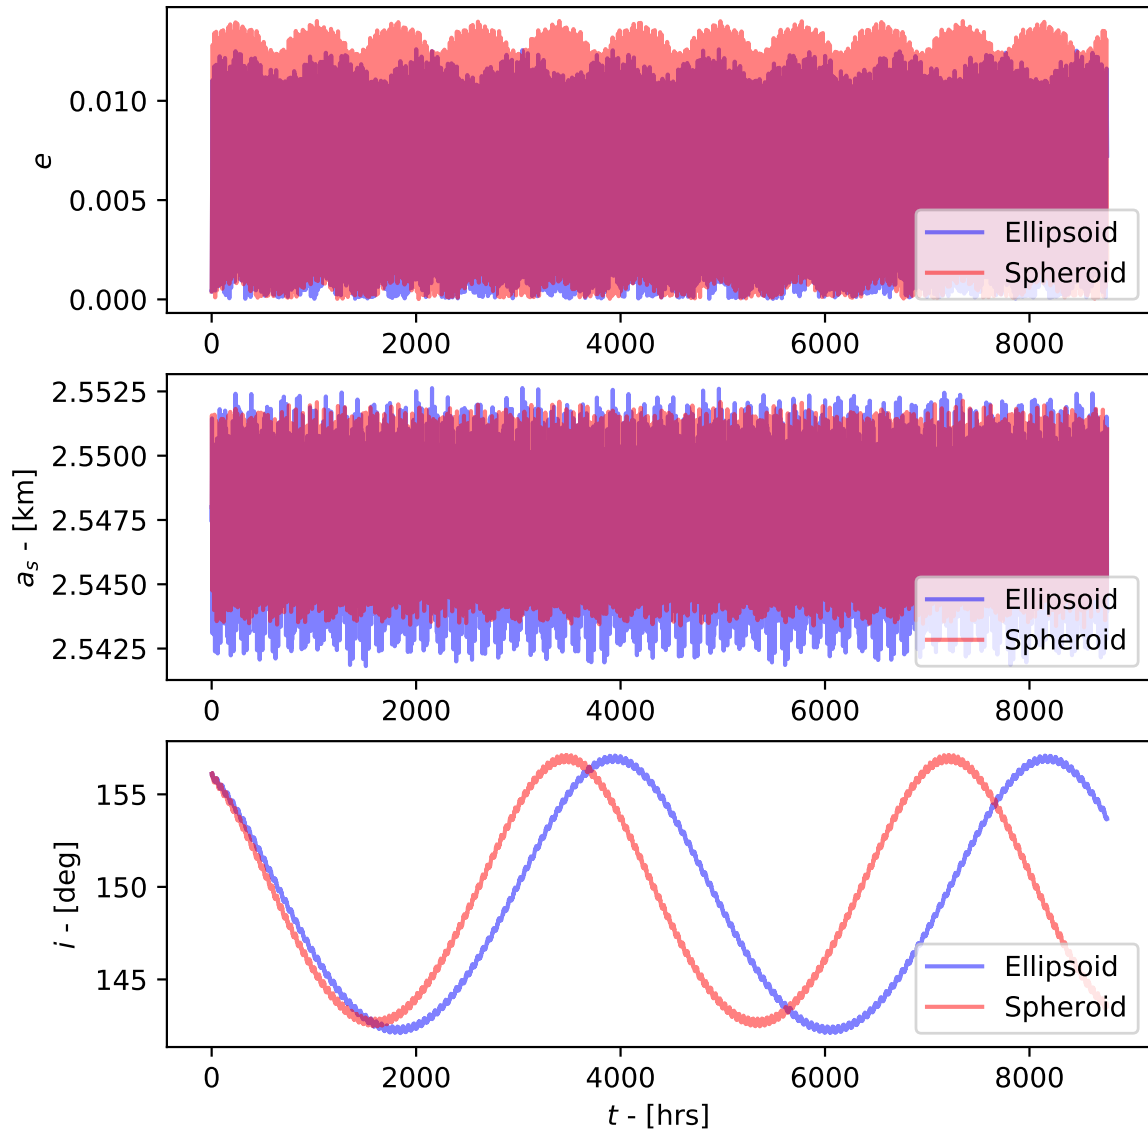 0.010
0.005
0.000
e
0 2000 4000 6000 8000
Ellipsoid
Spheroid
2.5525
2.5500
2.5475
2.5450
2.5425
a_s - [km]
0 2000 4000 6000 8000
Ellipsoid
Spheroid
155
150
145
i - [deg]
0 2000 4000 6000 8000
Ellipsoid
Spheroid
t - [hrs]